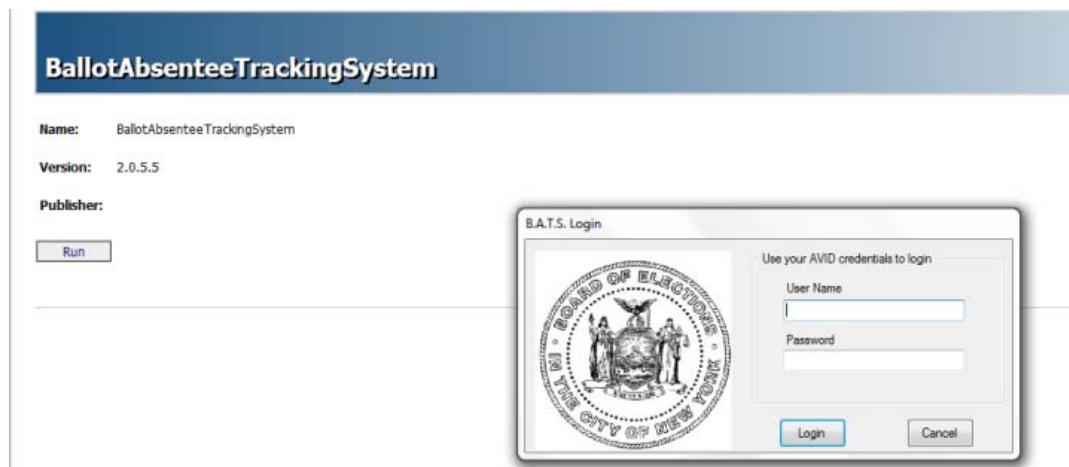 BallotAbsenteeTrackingSystem
Name: BallotAbsenteeTrackingSystem
Version: 2.0.5.5
Publisher:
Run
B.A.T.S. Login
Use your AVID credentials to login
User Name
Password
BOARD OF ELECTIONS
IN THE CITY OF NEW YORK
Login Cancel